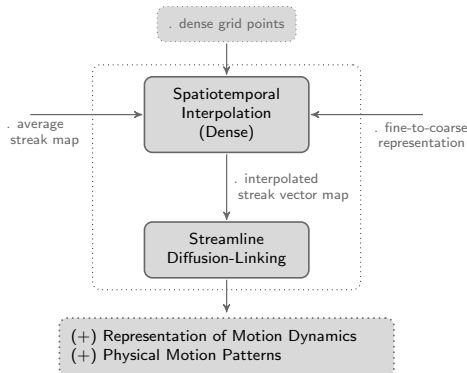 . dense grid points
Spatiotemporal
Interpolation
(Dense)
. average
streak map
. fine-to-coarse
representation
. interpolated
streak vector map
Streamline
Diffusion-Linking
(+) Representation of Motion Dynamics
(+) Physical Motion Patterns